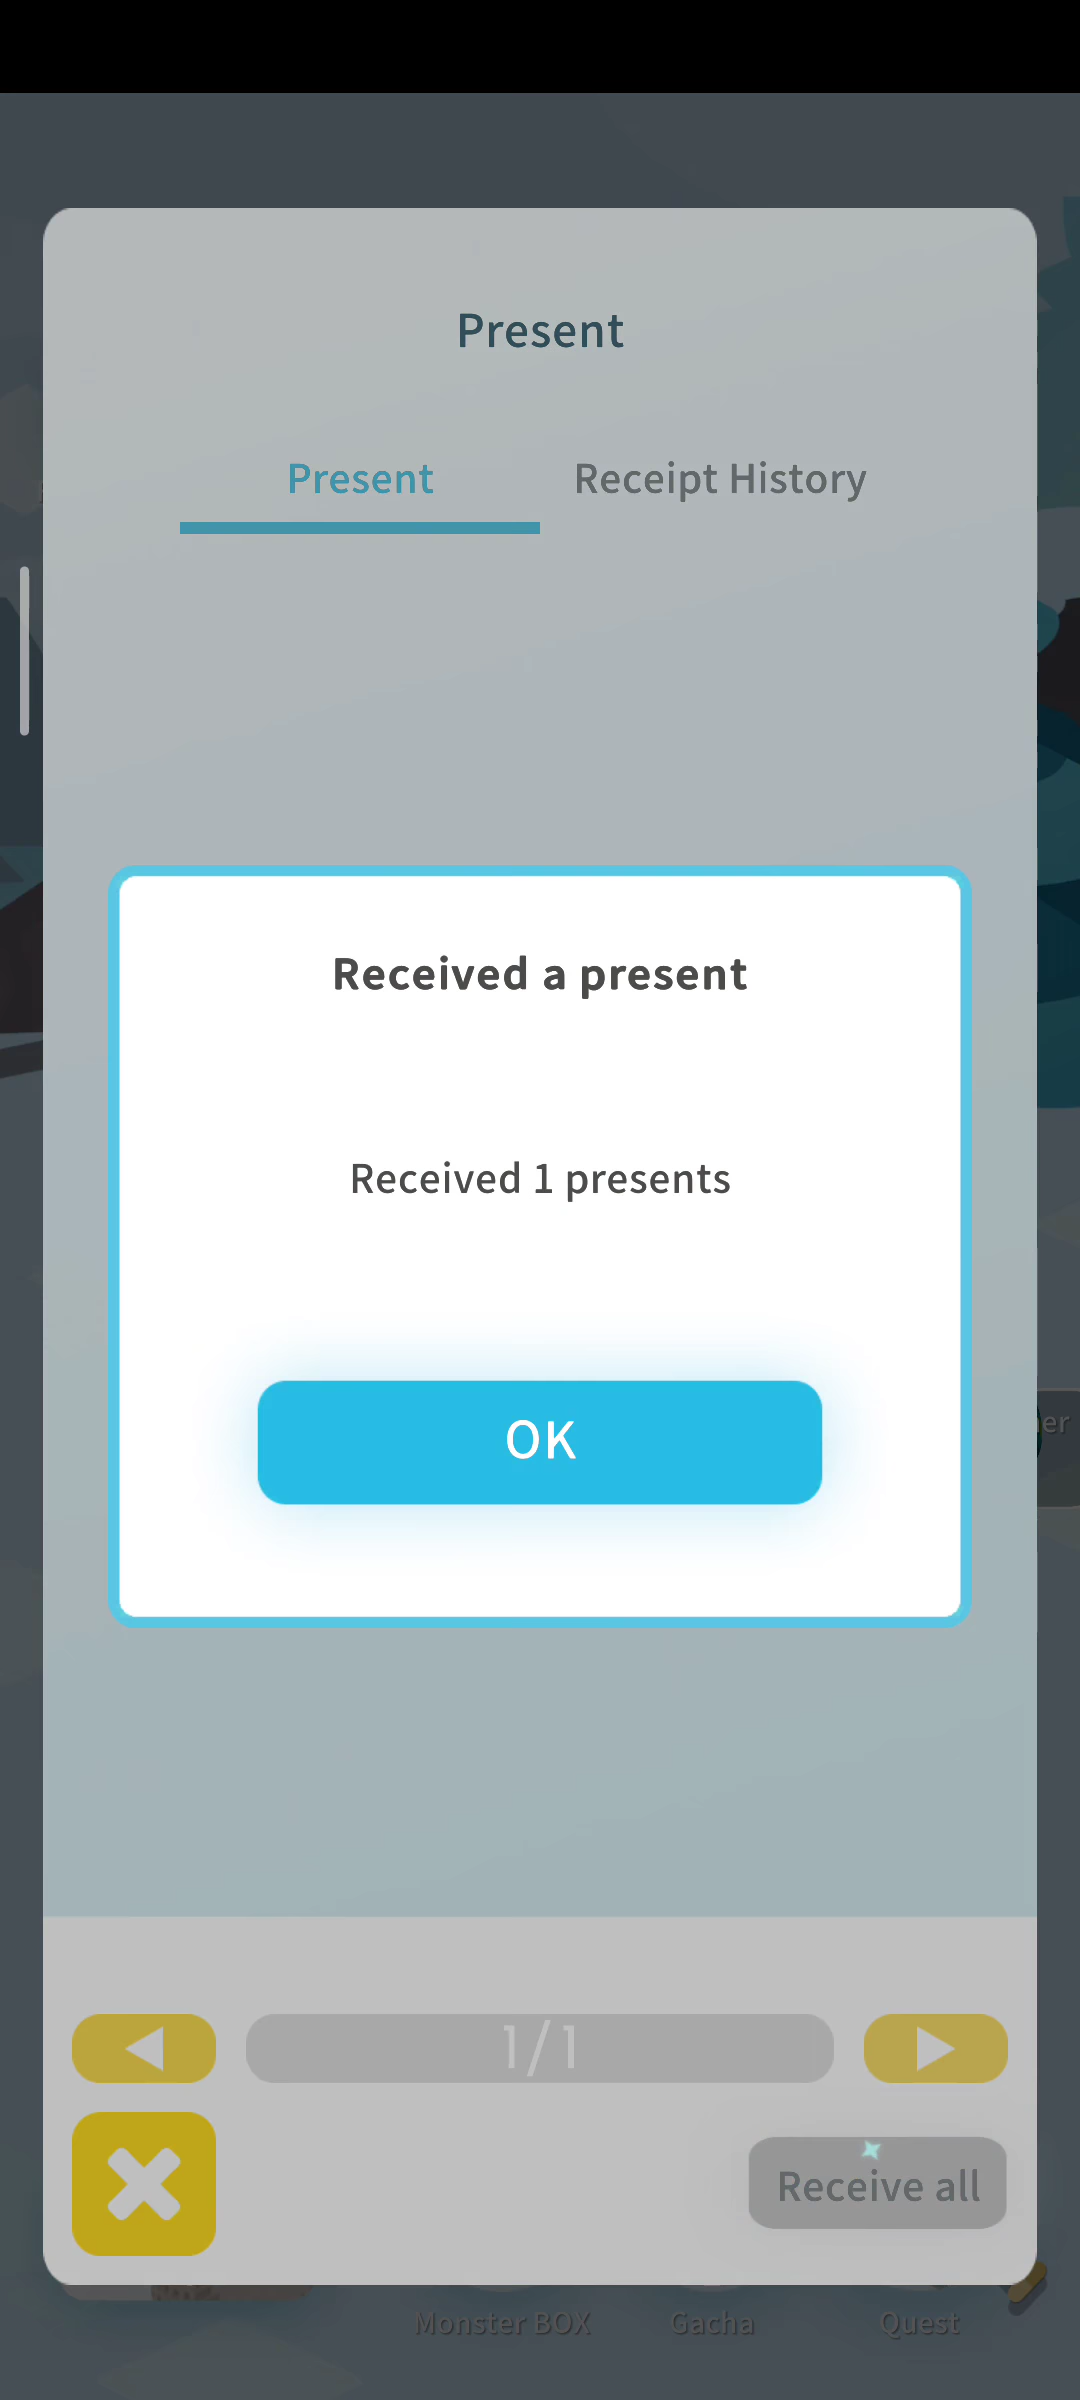 Present
Present
Receipt History
Received a present
Received 1 presents
OK
1/1
Receive all
Monster BOX
Gacha
Quest